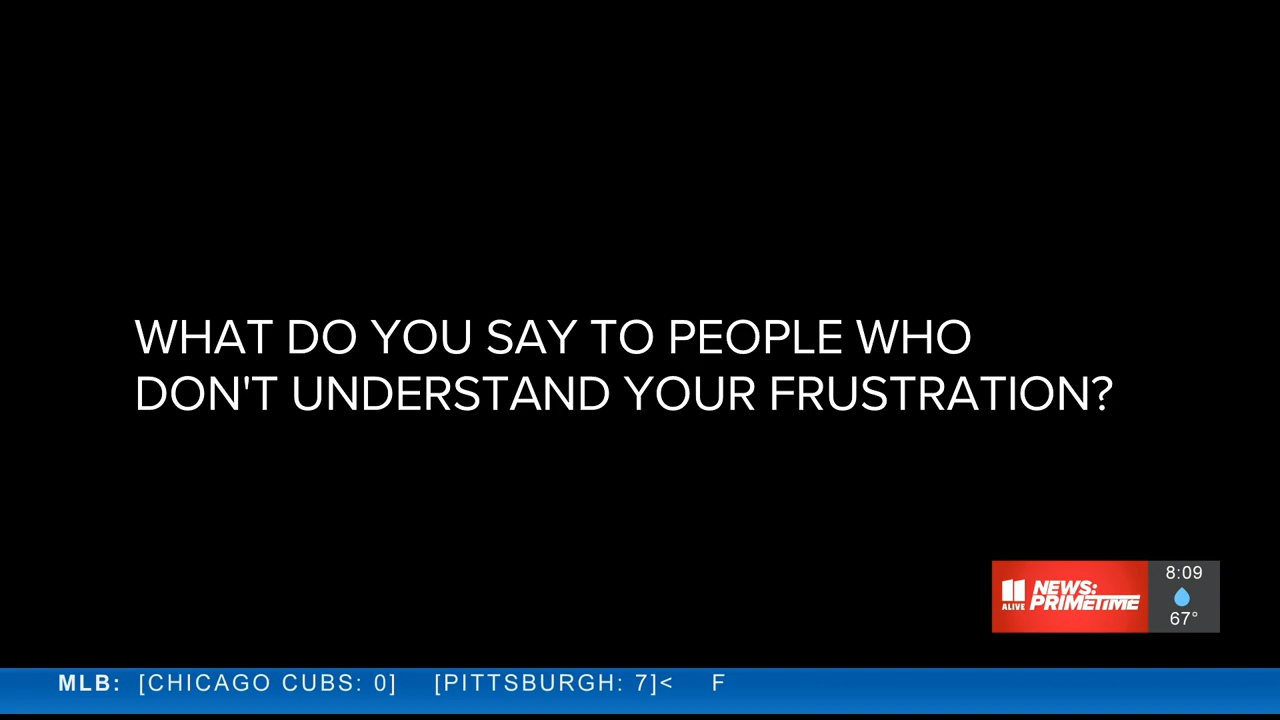 WHAT DO YOU SAY TO PEOPLE WHO
DON'T UNDERSTAND YOUR FRUSTRATION?
11 ALIVE NEWS: PRIMETIME
8:09
67°
MLB: [CHICAGO CUBS: 0] [PITTSBURGH: 7]< F